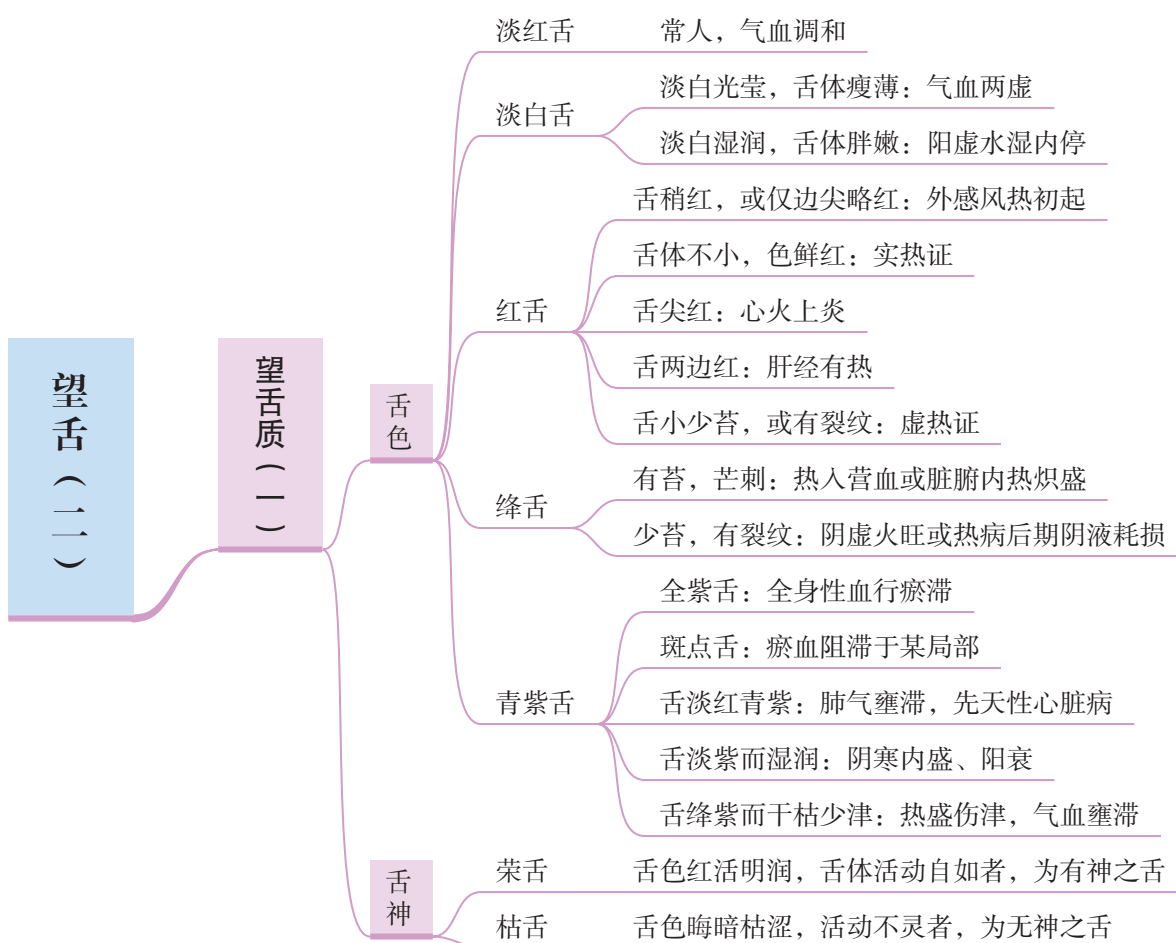 望舌（二）
望舌质（一）
舌色
淡红舌
常人，气血调和
淡白舌
淡白光莹，舌体瘦薄：气血两虚
淡白湿润，舌体胖嫩：阳虚水湿内停
红舌
舌稍红，或仅边尖略红：外感风热初起
舌体不小，色鲜红：实热证
舌尖红：心火上炎
舌两边红：肝经有热
舌小少苔，或有裂纹：虚热证
绛舌
有苔，芒刺：热入营血或脏腑内热炽盛
少苔，有裂纹：阴虚火旺或热病后期阴液耗损
青紫舌
全紫舌：全身性血行瘀滞
斑点舌：瘀血阻滞于某局部
舌淡红青紫：肺气壅滞，先天性心脏病
舌淡紫而湿润：阴寒内盛、阳衰
舌绛紫而干枯少津：热盛伤津，气血壅滞
舌神
荣舌
舌色红活明润，舌体活动自如者，为有神之舌
枯舌
舌色晦暗枯涩，活动不灵者，为无神之舌